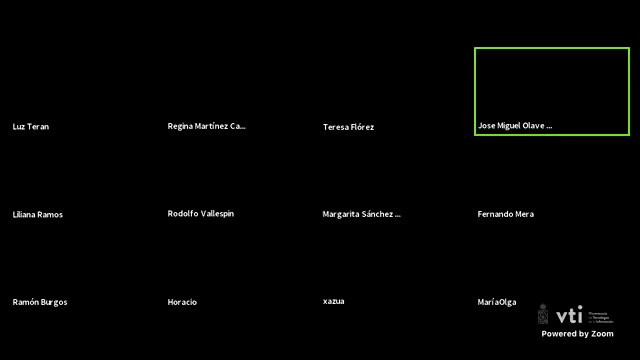 Luz Teran
Regina Martínez Ca...
Teresa Flórez
Jose Miguel Olave ...
Liliana Ramos
Rodolfo Vallespin
Margarita Sánchez ...
Fernando Mera
Ramón Burgos
Horacio
xazua
MaríaOlga
vti
Powered by Zoom